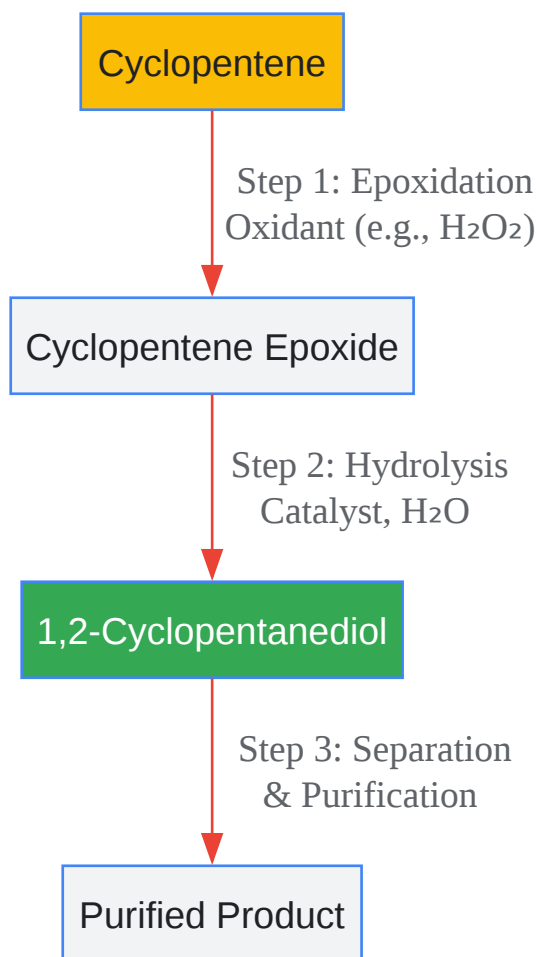 Cyclopentene
Step 1: Epoxidation
Oxidant (e.g., H₂O₂)
Cyclopentene Epoxide
Step 2: Hydrolysis
Catalyst, H₂O
1,2-Cyclopentanediol
Step 3: Separation
& Purification
Purified Product